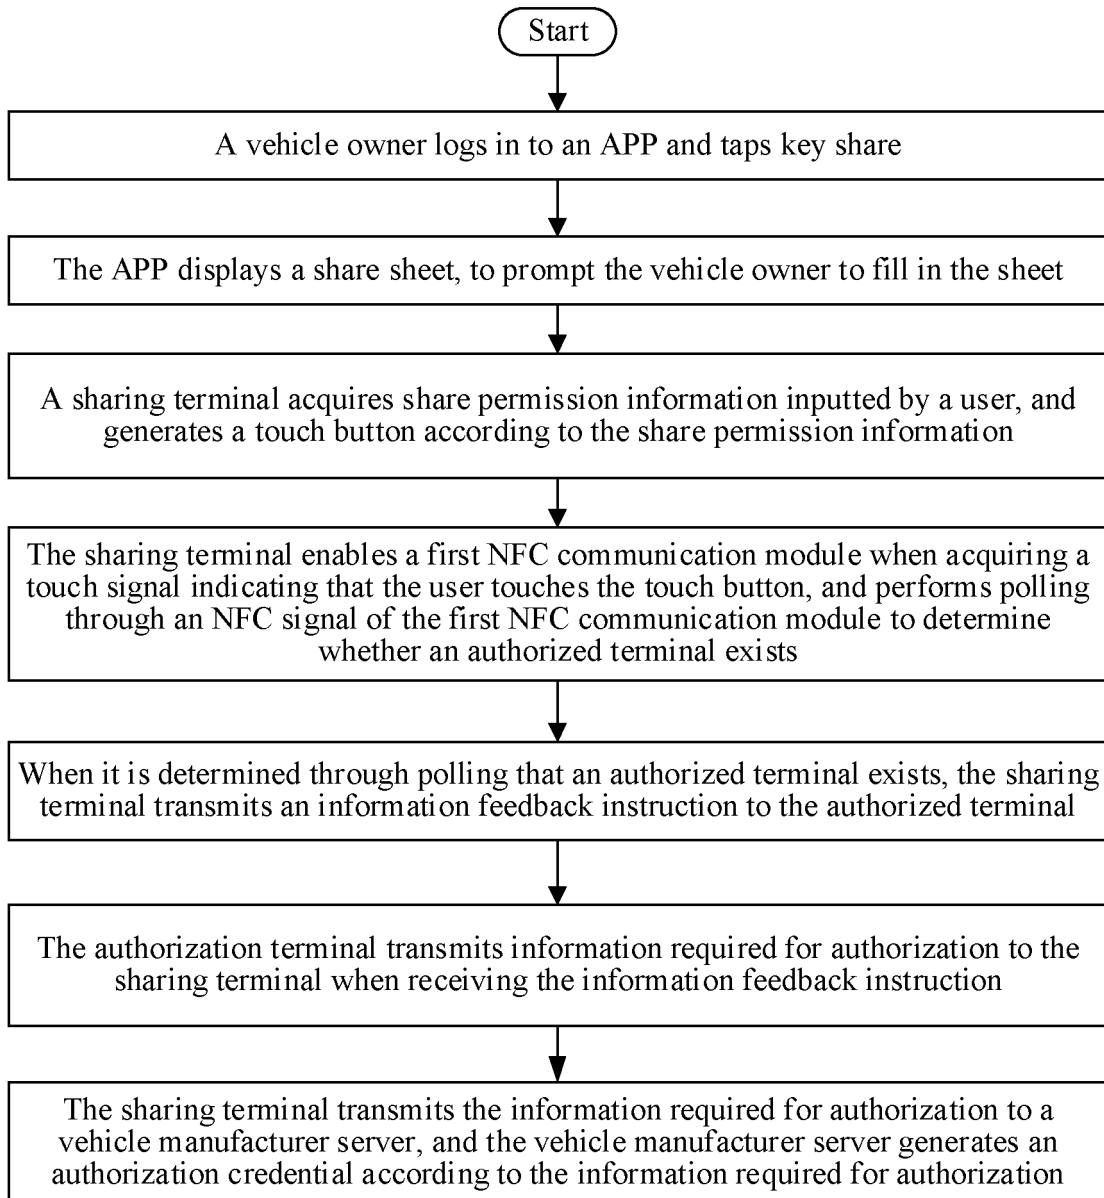 Start
A vehicle owner logs in to an APP and taps key share
The APP displays a share sheet, to prompt the vehicle owner to fill in the sheet
A sharing terminal acquires share permission information inputted by a user, and
generates a touch button according to the share permission information
The sharing terminal enables a first NFC communication module when acquiring a
touch signal indicating that the user touches the touch button, and performs polling
through an NFC signal of the first NFC communication module to determine
whether an authorized terminal exists
When it is determined through polling that an authorized terminal exists, the sharing
terminal transmits an information feedback instruction to the authorized terminal
The authorization terminal transmits information required for authorization to the
sharing terminal when receiving the information feedback instruction
The sharing terminal transmits the information required for authorization to a
vehicle manufacturer server, and the vehicle manufacturer server generates an
authorization credential according to the information required for authorization